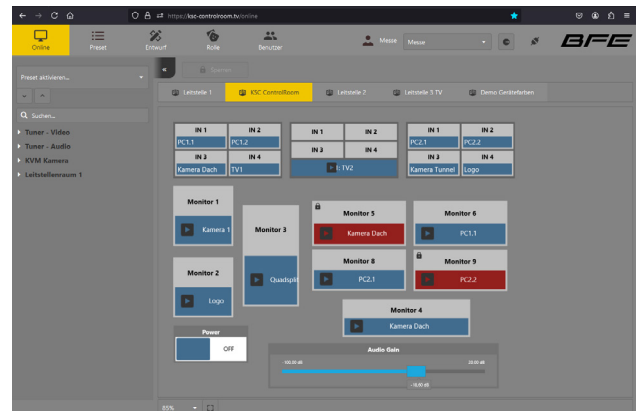 https://ksc-controlroom.tv/online
Online
Preset
Entwurf
Rolle
Benutzer
Messe
Messe
BFE
Preset aktivieren...
Sperren
Suchen...
Tuner - Video
Tuner - Audio
KVM Kamera
Leitstellenraum 1
Leitstelle 1
KSC ControlRoom
Leitstelle 2
Leitstelle 3 TV
Demo Gerätefarben
IN 1 IN 2
PC1.1 PC1.2
IN 3 IN 4
Kamera Dach TV1
IN 1 IN 2
IN 3 IN 4
I: TV2
IN 1 IN 2
PC2.1 PC2.2
IN 3 IN 4
Kamera Tunnel Logo
Monitor 1
Kamera 1
Monitor 2
Logo
Monitor 3
Quadsplit
Monitor 5
Kamera Dach
Monitor 6
PC1.1
Monitor 8
PC2.1
Monitor 9
PC2.2
Monitor 4
Kamera Dach
Power
OFF
Audio Gain
85%